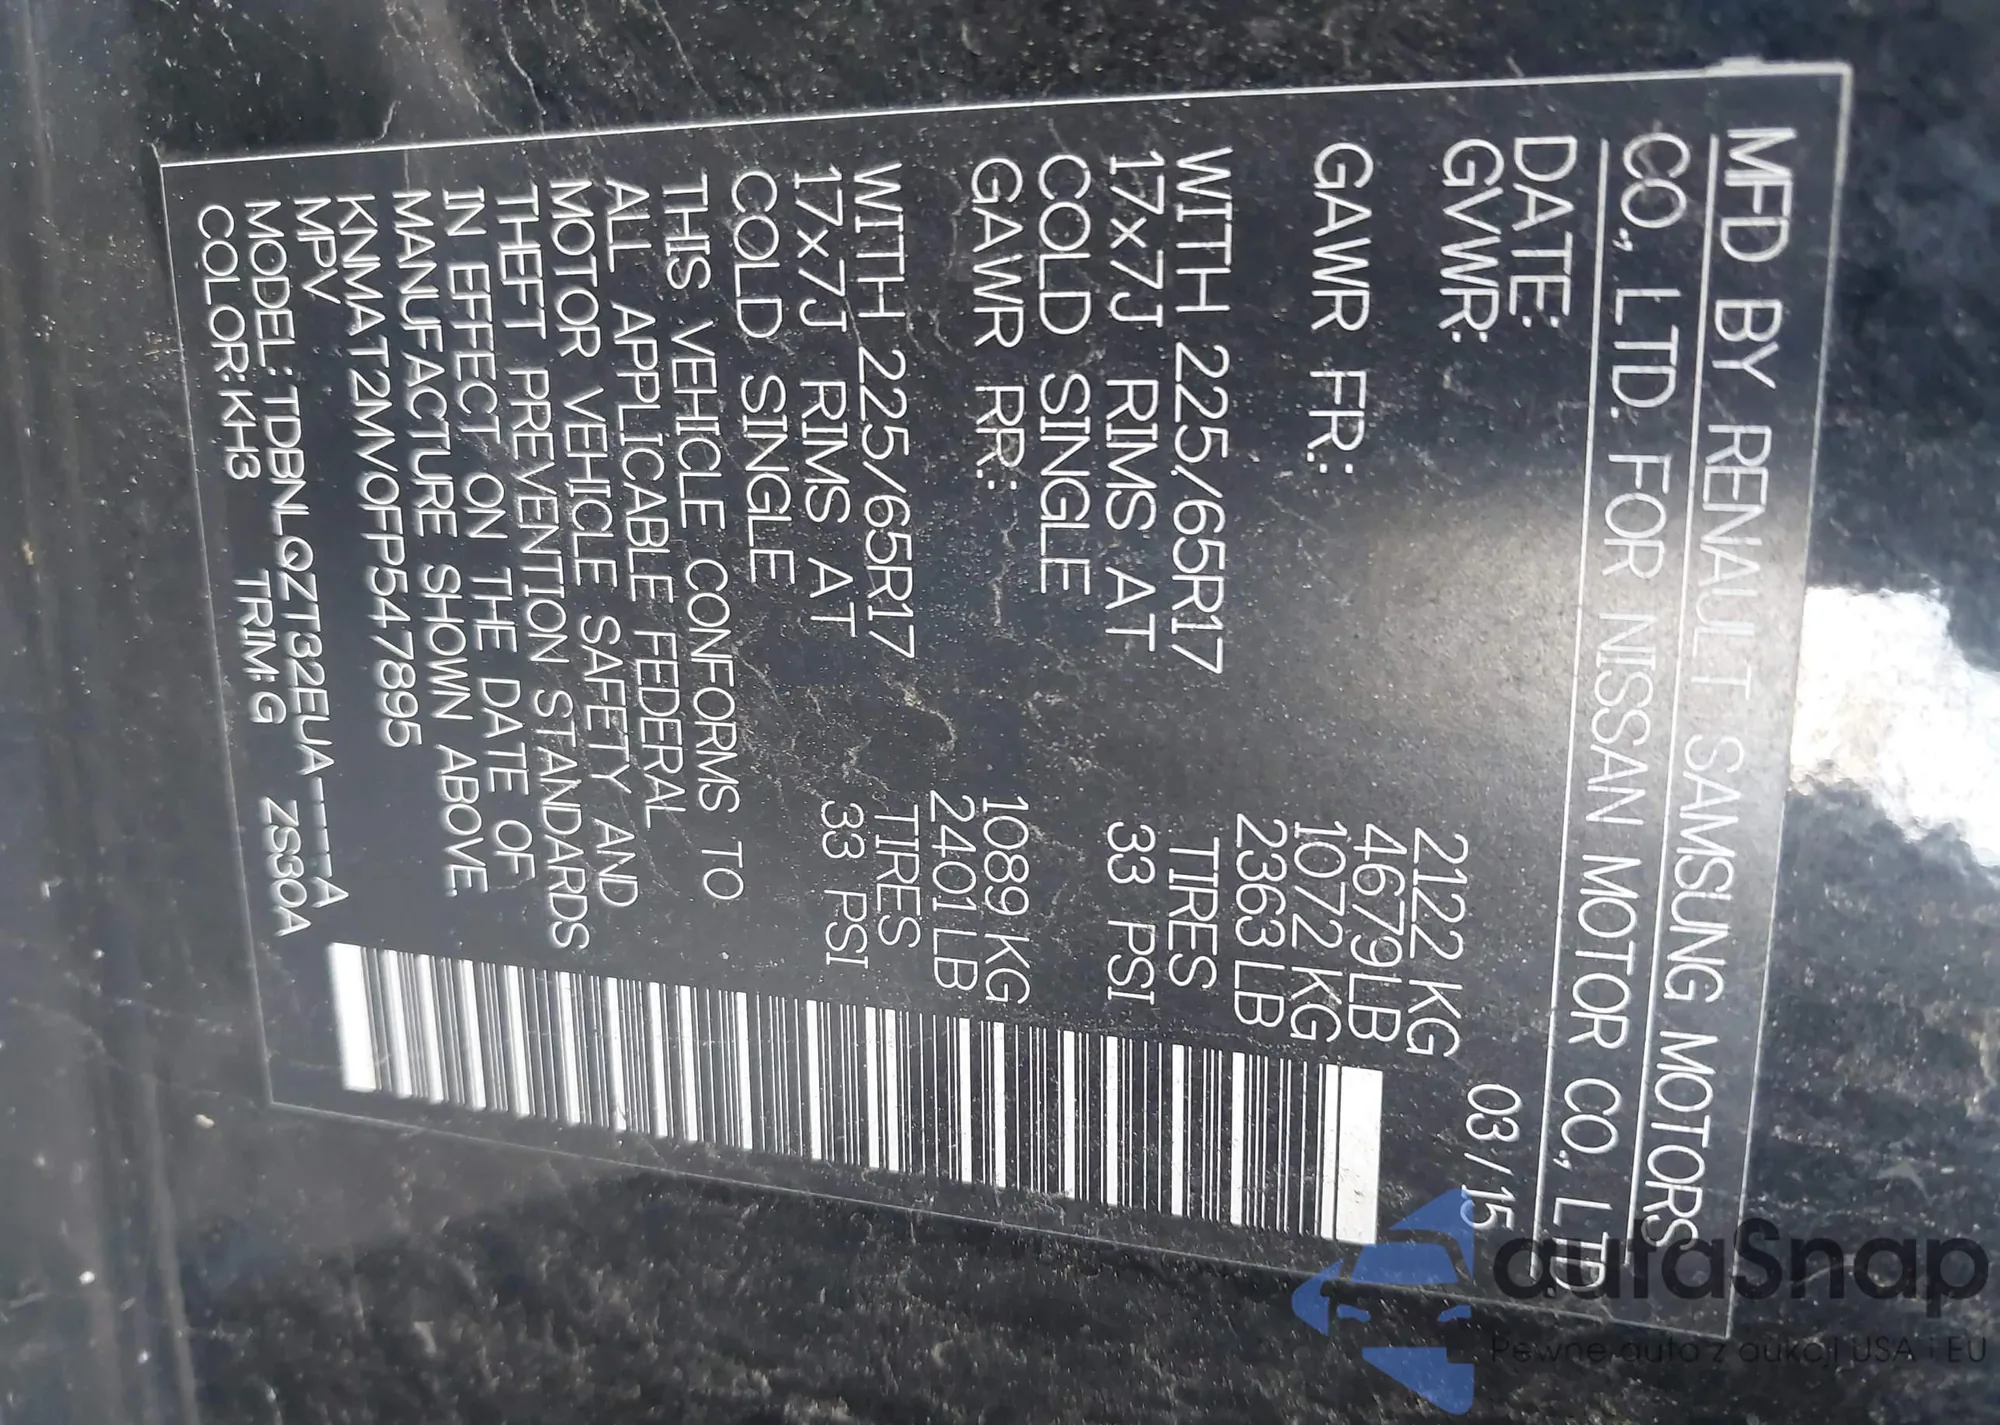 MFD BY RENAULT SAMSUNG MOTORS
CO., LTD. FOR NISSAN MOTOR CO., LTD.
DATE: 03/15
GVWR: 2122 KG
4679LB
GAWR FR: 1072 KG
2363 LB
WITH 225/65R17 TIRES
17x7J RIMS AT 33 PSI
COLD SINGLE
GAWR RR: 1089 KG
2401 LB
WITH 225/65R17 TIRES
17x7J RIMS AT 33 PSI
COLD SINGLE
THIS VEHICLE CONFORMS TO
ALL APPLICABLE FEDERAL
MOTOR VEHICLE SAFETY AND
THEFT PREVENTION STANDARDS
IN EFFECT ON THE DATE OF
MANUFACTURE SHOWN ABOVE.
KNMAT2MV0FP547895
MPV
MODEL: TDBNLQZT32EUA----A
COLOR:KH3 TRIM:G ZS30A
autaSnap
Pewne auta z aukcji USA i EU